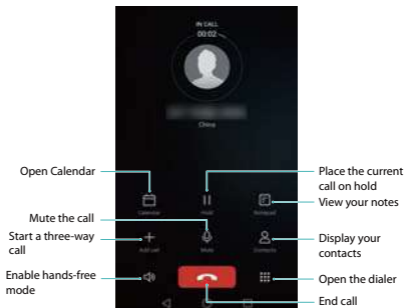 IN CALL
00:02
China
Open Calendar
Place the current
call on hold
View your notes
Calendar
Hold
Notepad
Mute the call
Start a three-way
call
Display your
contacts
Add call
Mute
Contacts
Enable hands-free
mode
Open the dialer
End call